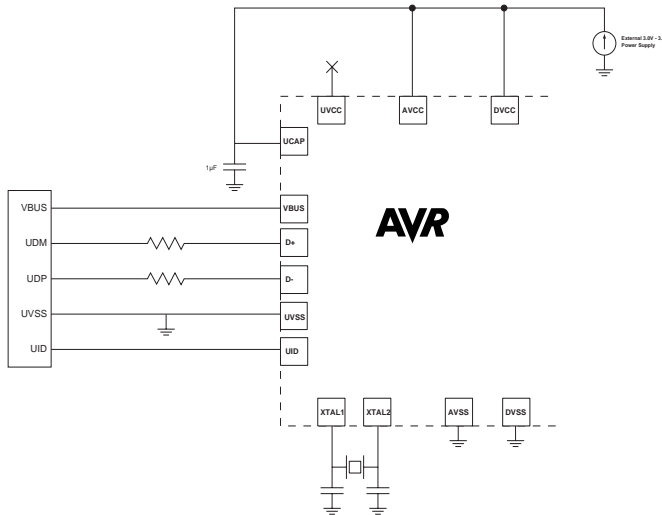 External 3.0V - 3.
Power Supply
UVCC
AVCC
DVCC
UCAP
1µF
VBUS
VBUS
UDM
D+
UDP
D-
UVSS
UVSS
UID
UID
AVR
XTAL1
XTAL2
AVSS
DVSS